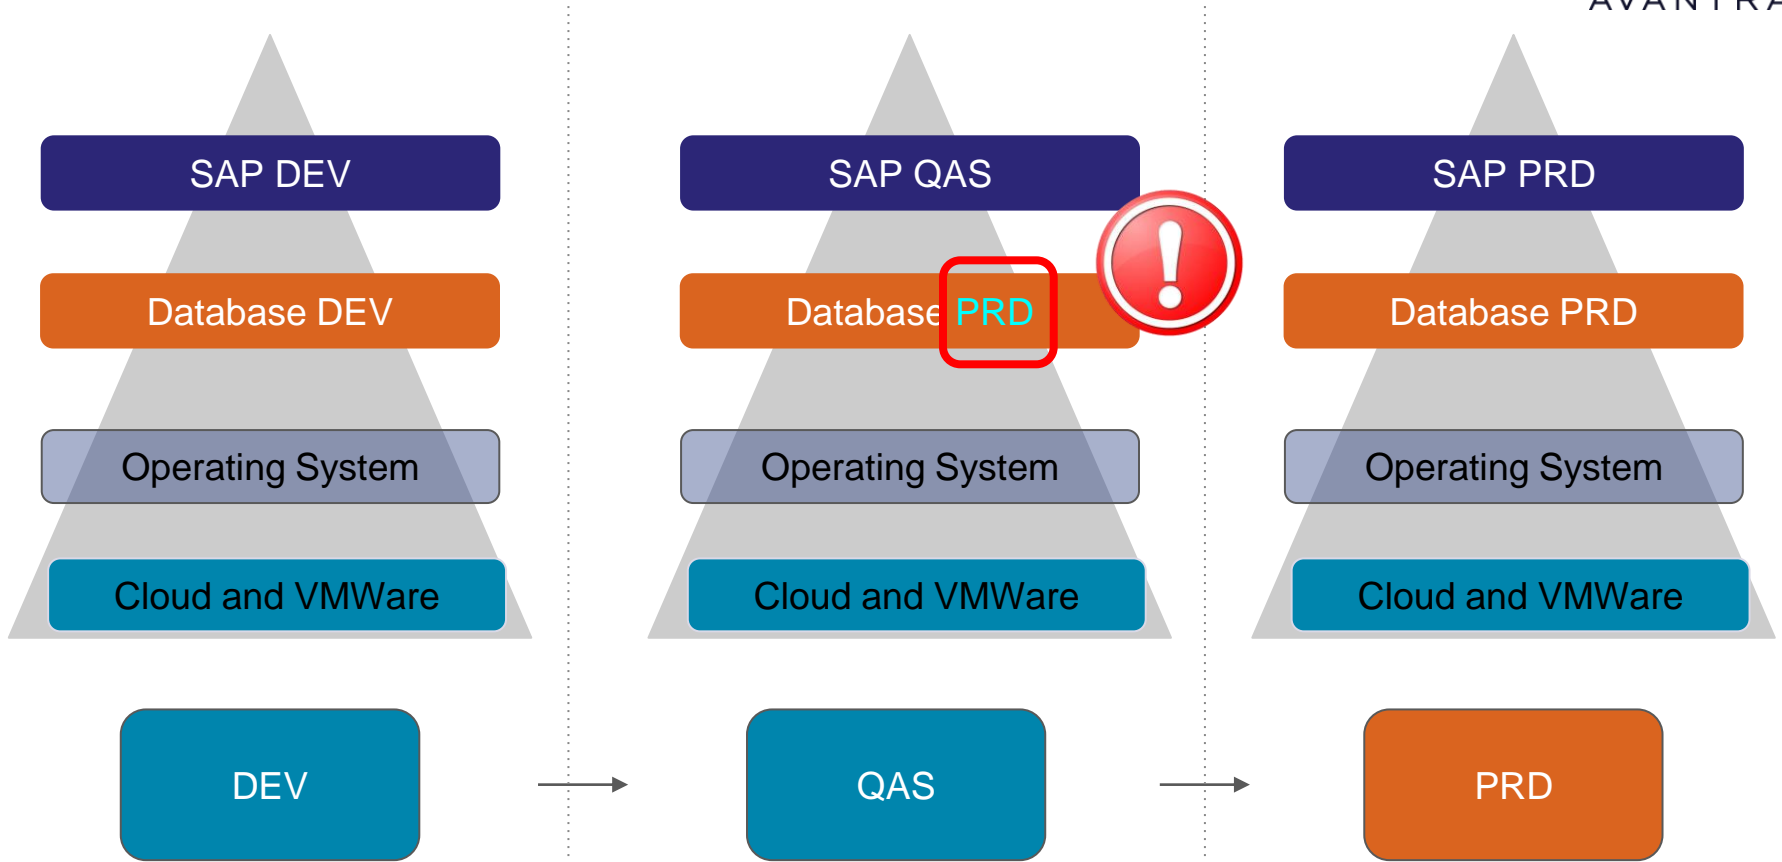 AVANTRA
SAP DEV
Database DEV
Operating System
Cloud and VMWare
DEV
SAP QAS
Database PRD
Operating System
Cloud and VMWare
QAS
SAP PRD
Database PRD
Operating System
Cloud and VMWare
PRD